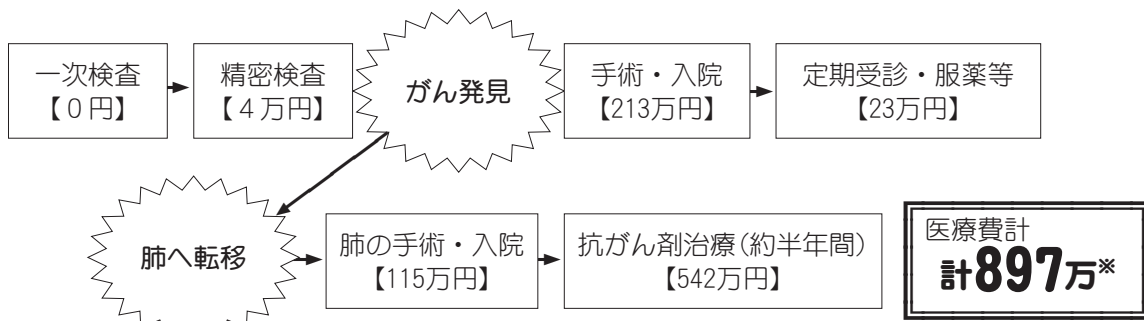 一次検査
【０円】
精密検査
【４万円】
がん発見
手術・入院
【213万円】
定期受診・服薬等
【23万円】
肺へ転移
肺の手術・入院
【115万円】
抗がん剤治療(約半年間)
【542万円】
医療費計
計897万※